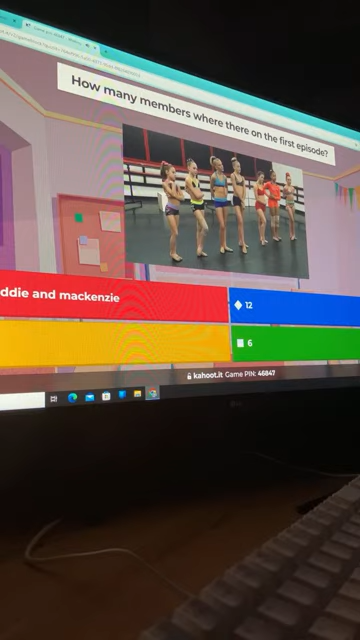 How many members where there on the first episode?
ddie and mackenzie
12
6
kahoot.it Game PIN: 46847